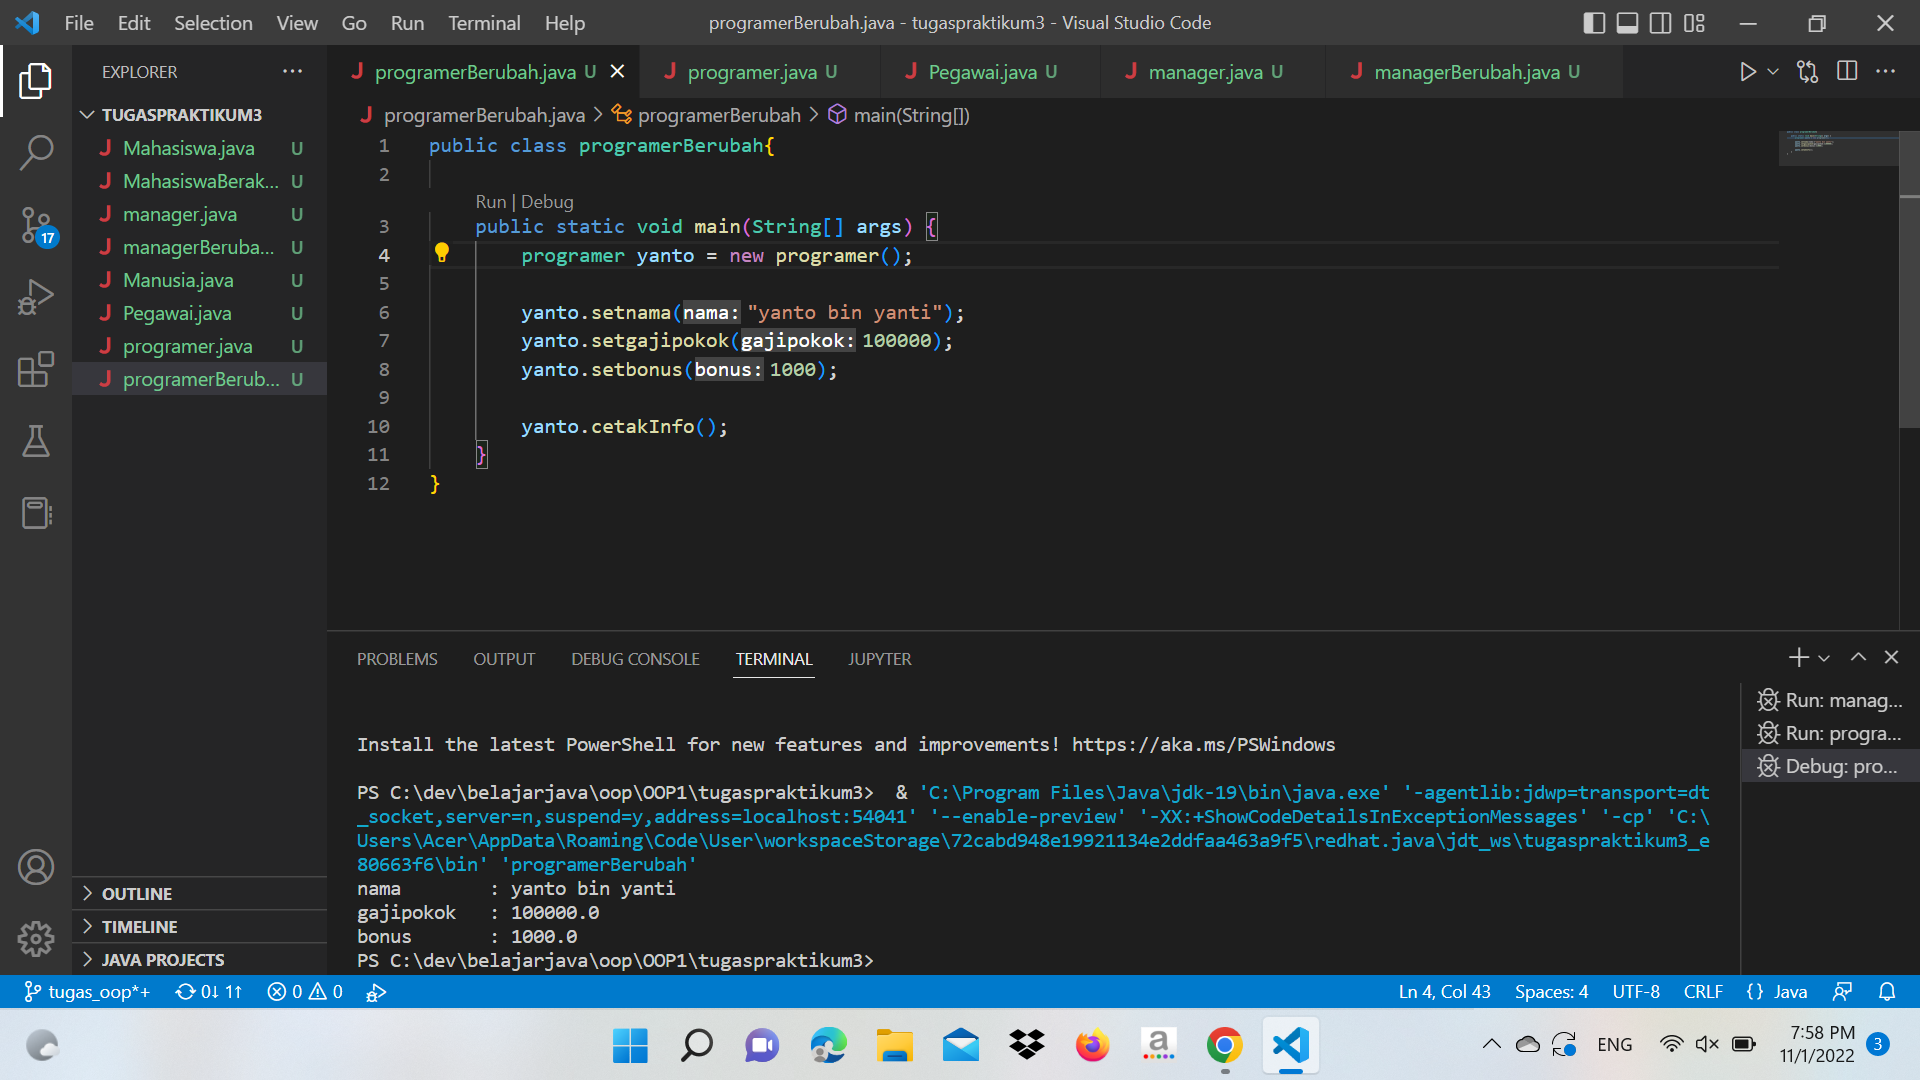 File Edit Selection View Go Run Terminal Help
programerBerubah.java - tugaspraktikum3 - Visual Studio Code
EXPLORER
TUGASPRAKTIKUM3
Mahasiswa.java U
MahasiswaBerak... U
manager.java U
managerBeruba... U
Manusia.java U
Pegawai.java U
programer.java U
programerBerub... U
OUTLINE
TIMELINE
JAVA PROJECTS
17
programerBerubah.java U
programer.java U
Pegawai.java U
manager.java U
managerBerubah.java U
programerBerubah.java > programerBerubah > main(String[])
1 public class programerBerubah{
2
Run | Debug
3 public static void main(String[] args) {
4 programer yanto = new programer();
5
6 yanto.setnama(nama: "yanto bin yanti");
7 yanto.setgajipokok(gajipokok: 100000);
8 yanto.setbonus(bonus: 1000);
9
10 yanto.cetakInfo();
11 }
12 }
PROBLEMS OUTPUT DEBUG CONSOLE TERMINAL JUPYTER
Install the latest PowerShell for new features and improvements! https://aka.ms/PSWindows
PS C:\dev\belajarjava\oop\OOP1\tugaspraktikum3>  & 'C:\Program Files\Java\jdk-19\bin\java.exe' '-agentlib:jdwp=transport=dt
_socket,server=n,suspend=y,address=localhost:54041' '--enable-preview' '-XX:+ShowCodeDetailsInExceptionMessages' '-cp' 'C:\
Users\Acer\AppData\Roaming\Code\User\workspaceStorage\72cabd948e19921134e2ddfaa463a9f5\redhat.java\jdt_ws\tugaspraktikum3_e
80663f6\bin' 'programerBerubah'
nama : yanto bin yanti
gajipokok : 100000.0
bonus : 1000.0
PS C:\dev\belajarjava\oop\OOP1\tugaspraktikum3>
Run: manag...
Run: progra...
Debug: pro...
tugas_oop*+ 0↓ 1↑ 0 0
Ln 4, Col 43 Spaces: 4 UTF-8 CRLF {} Java
a
ENG
7:58 PM
11/1/2022
3